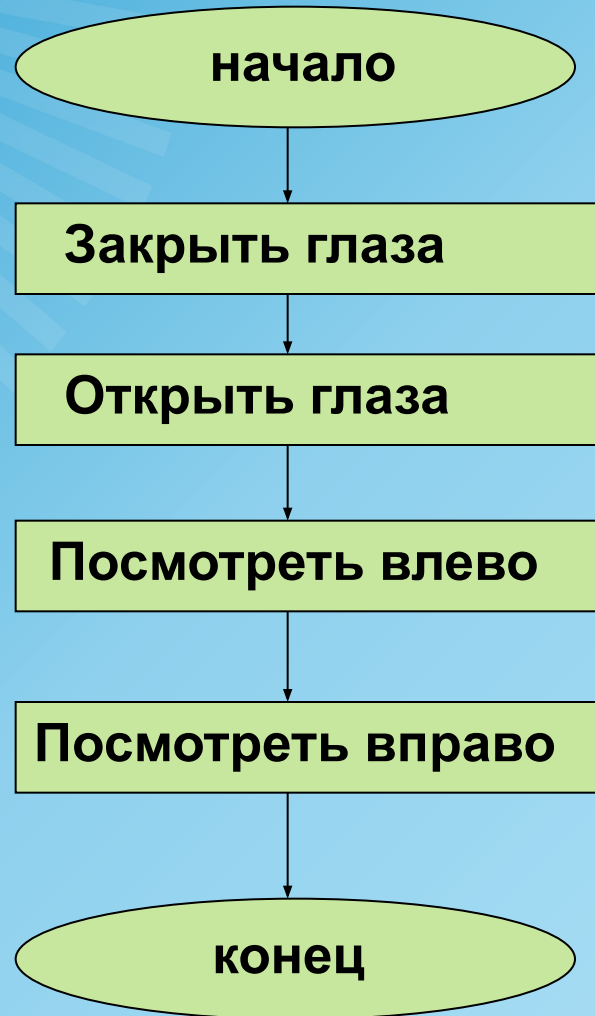 начало
Закрыть глаза
Открыть глаза
Посмотреть влево
Посмотреть вправо
конец